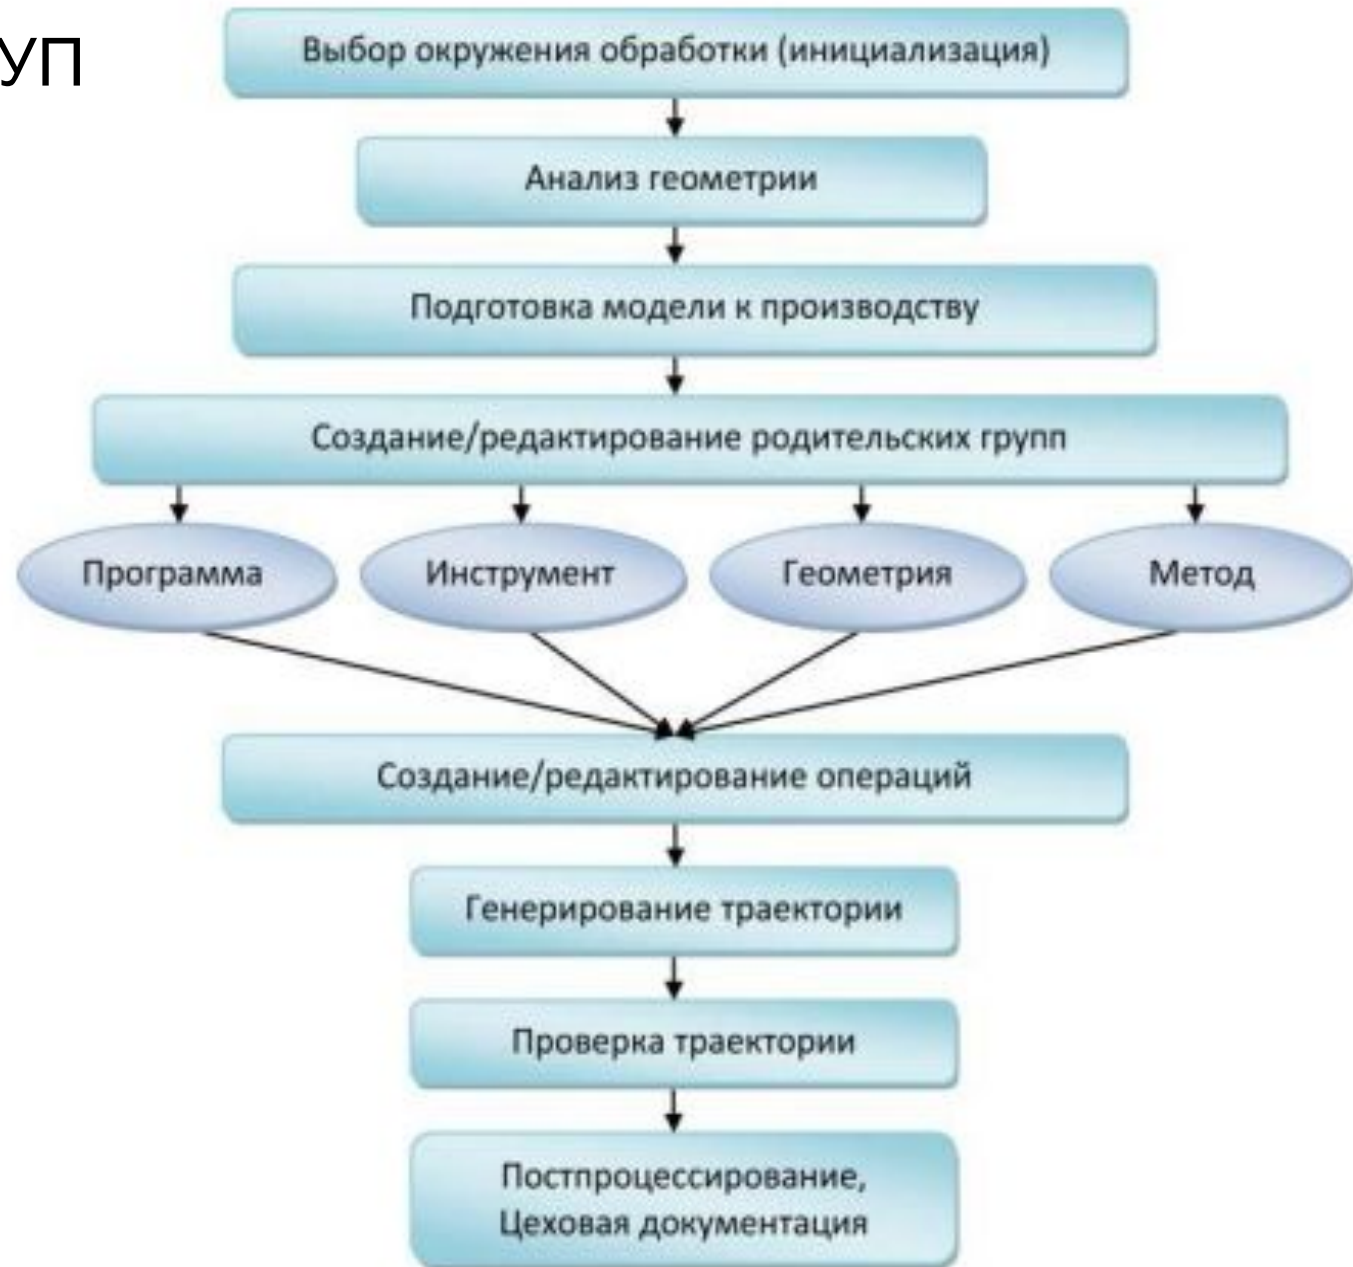 УП
Выбор окружения обработки (инициализация)
Анализ геометрии
Подготовка модели к производству
Создание/редактирование родительских групп
Программа
Инструмент
Геометрия
Метод
Создание/редактирование операций
Генерирование траектории
Проверка траектории
Постпроцессирование,
Цеховая документация